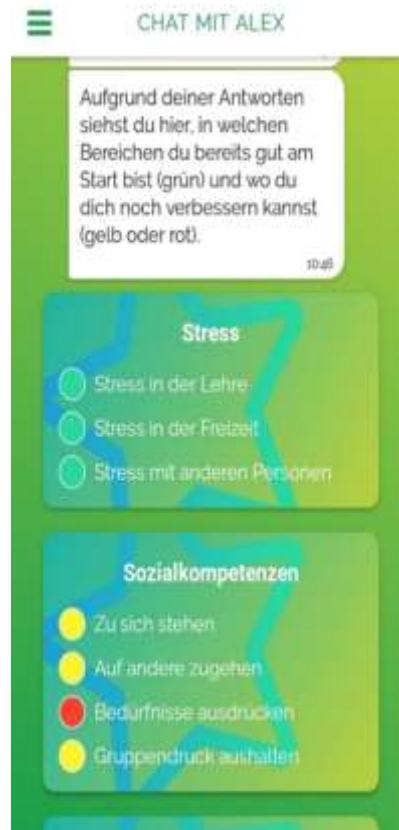 CHAT MIT ALEX
Aufgrund deiner Antworten
siehst du hier, in welchen
Bereichen du bereits gut am
Start bist (grün) und wo du
dich noch verbessern kannst
(gelb oder rot).
10:46
Stress
Stress in der Lehre
Stress in der Freizeit
Stress mit anderen Personen
Sozialkompetenzen
Zu sich stehen
Auf andere zugehen
Bedürfnisse ausdrücken
Gruppendruck aushalten